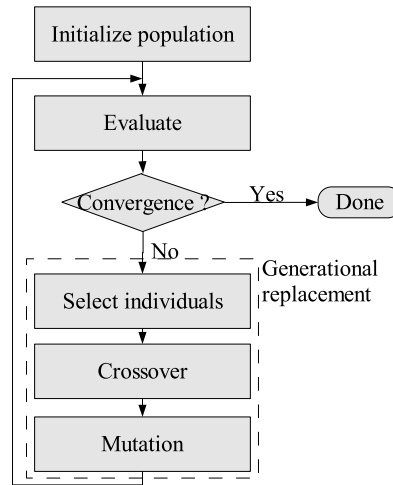 Initialize population
Evaluate
Convergence ?
Yes
Done
No
Generational
replacement
Select individuals
Crossover
Mutation